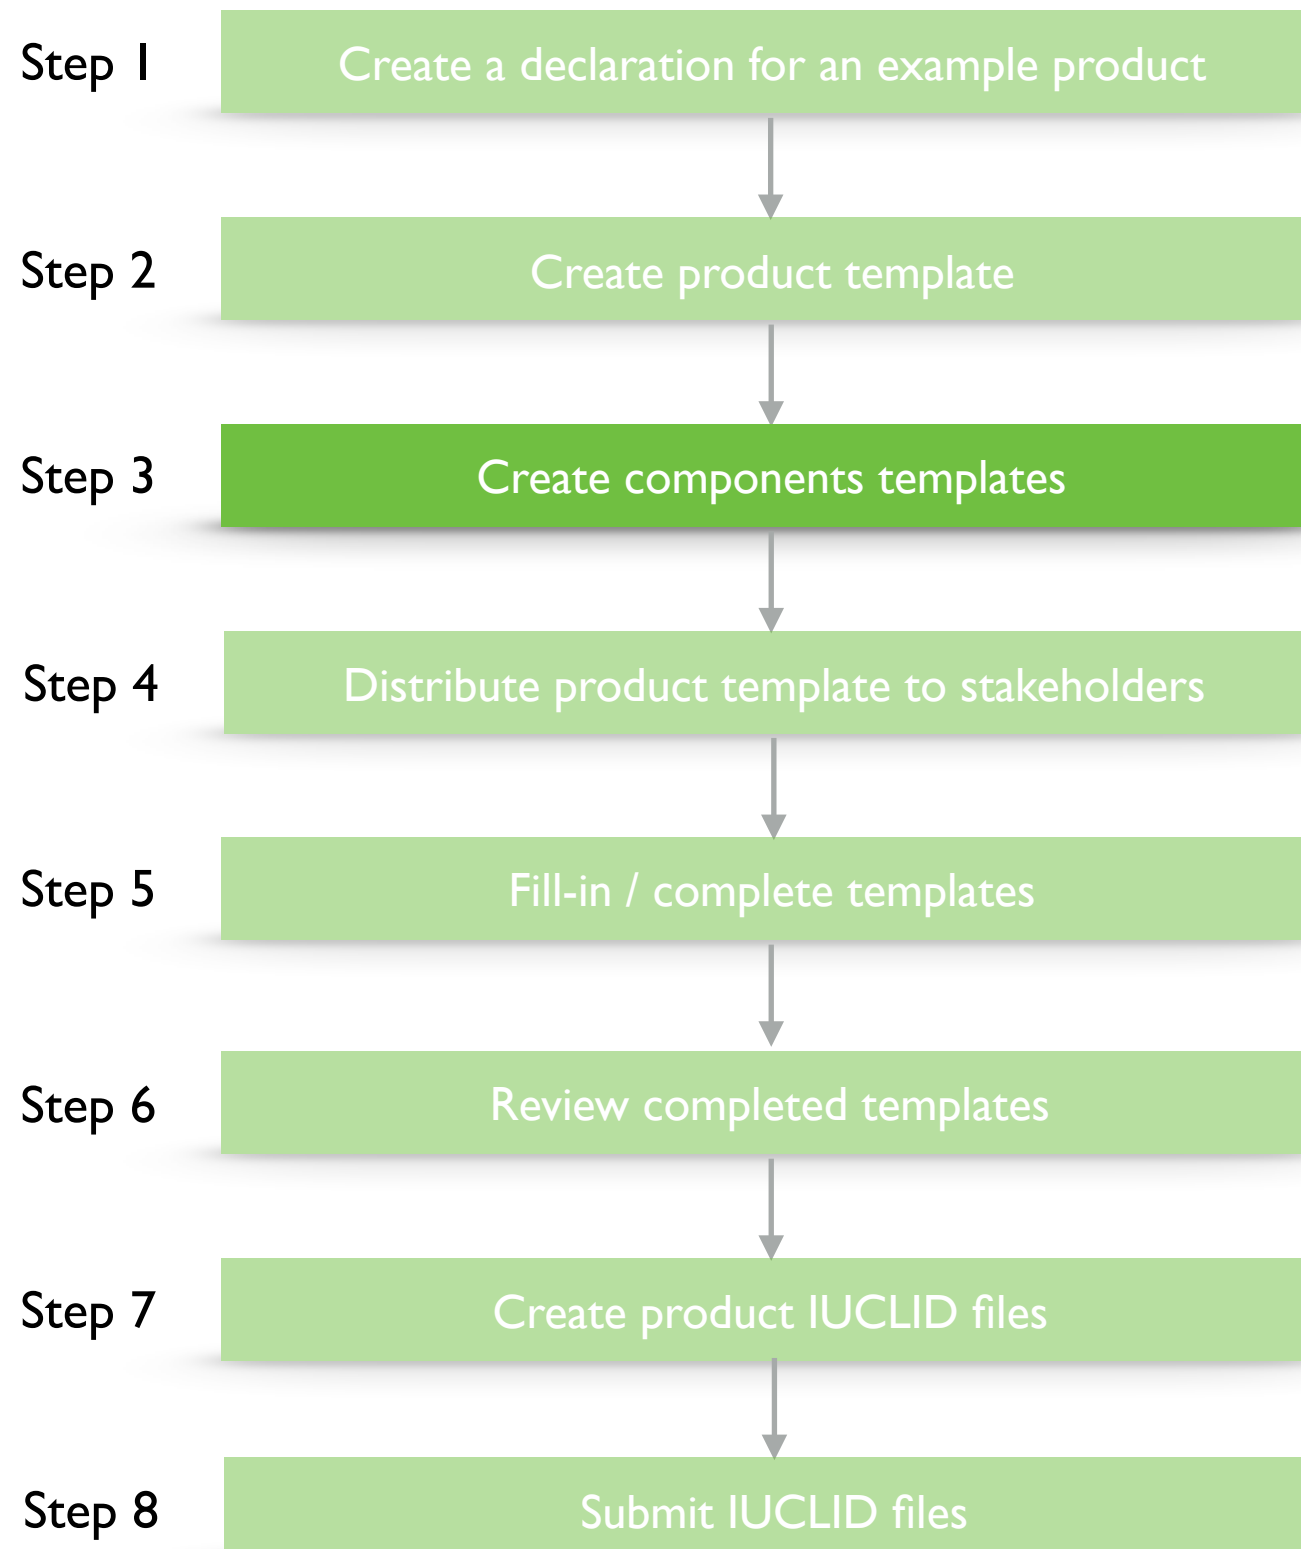 Step 1
Create a declaration for an example product
Step 2
Create product template
Step 3
Create components templates
Step 4
Distribute product template to stakeholders
Step 5
Fill-in / complete templates
Step 6
Review completed templates
Step 7
Create product IUCLID files
Step 8
Submit IUCLID files